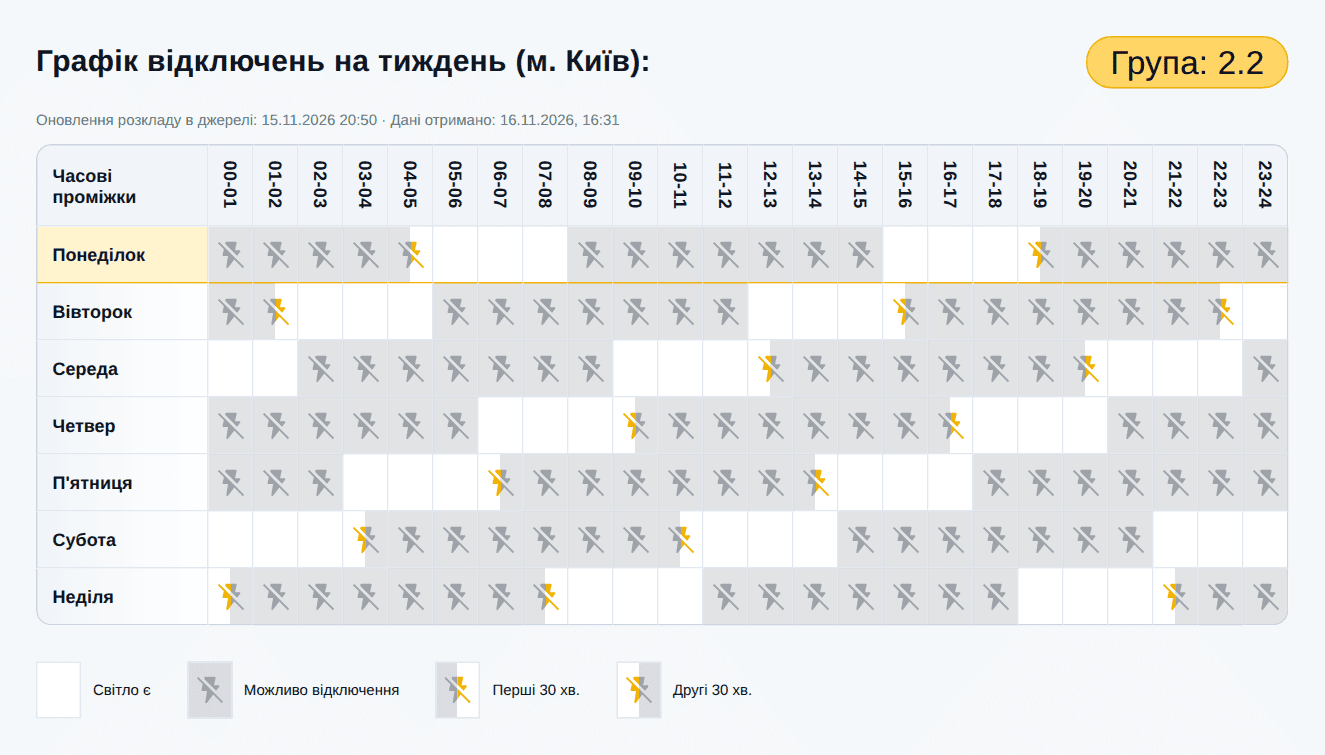 Графік відключень на тиждень (м. Київ):
Група: 2.2
Оновлення розкладу в джерелі: 15.11.2026 20:50 · Дані отримано: 16.11.2026, 16:31
Часові
проміжки
00-01
01-02
02-03
03-04
04-05
05-06
06-07
07-08
08-09
09-10
10-11
11-12
12-13
13-14
14-15
15-16
16-17
17-18
18-19
19-20
20-21
21-22
22-23
23-24
Понеділок
Вівторок
Середа
Четвер
П'ятниця
Субота
Неділя
Світло є
Можливо відключення
Перші 30 хв.
Другі 30 хв.